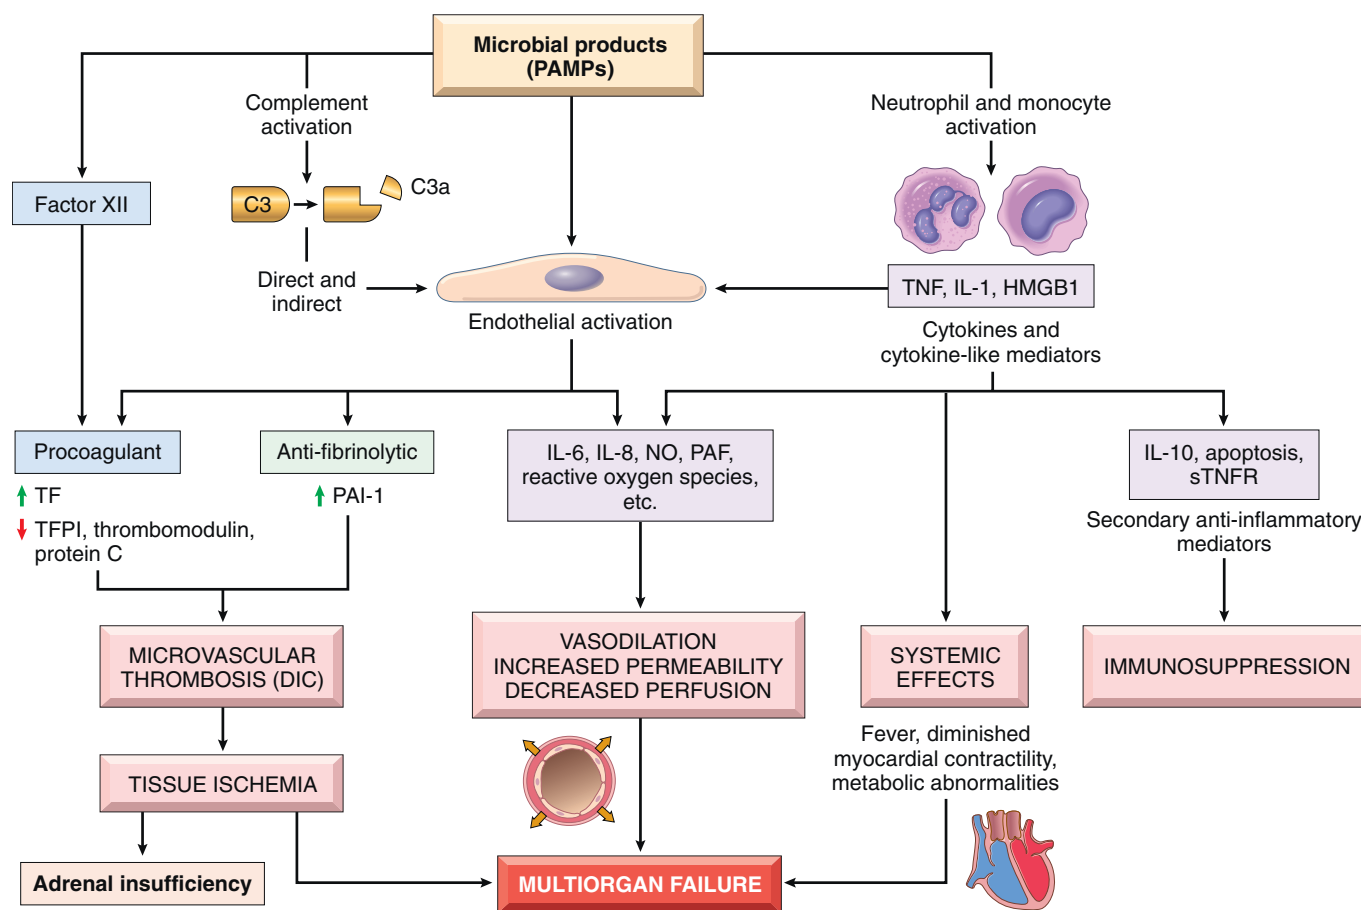 Microbial products
(PAMPs)
Complement
activation
Neutrophil and monocyte
activation
Factor XII
C3
C3a
Direct and
indirect
Endothelial activation
TNF, IL-1, HMGB1
Cytokines and
cytokine-like mediators
Procoagulant
TF
TFPI, thrombomodulin,
protein C
Anti-fibrinolytic
PAI-1
IL-6, IL-8, NO, PAF,
reactive oxygen species,
etc.
IL-10, apoptosis,
sTNFR
Secondary anti-inflammatory
mediators
MICROVASCULAR
THROMBOSIS (DIC)
VASODILATION
INCREASED PERMEABILITY
DECREASED PERFUSION
SYSTEMIC
EFFECTS
IMMUNOSUPPRESSION
Fever, diminished
myocardial contractility,
metabolic abnormalities
TISSUE ISCHEMIA
Adrenal insufficiency
MULTIORGAN FAILURE